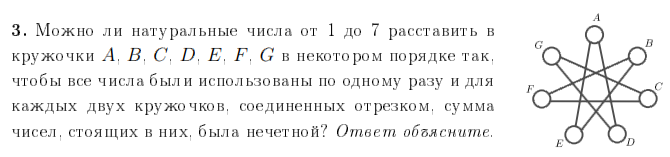 3. Можно ли натуральные числа от 1 до 7 расставить в
кружочки A, B, C, D, E, F, G в некотором порядке так,
чтобы все числа были использованы по одному разу и для
каждых двух кружочков, соединенных отрезком, сумма
чисел, стоящих в них, была нечетной? Ответ объясните.
A
G
B
F
C
E
D